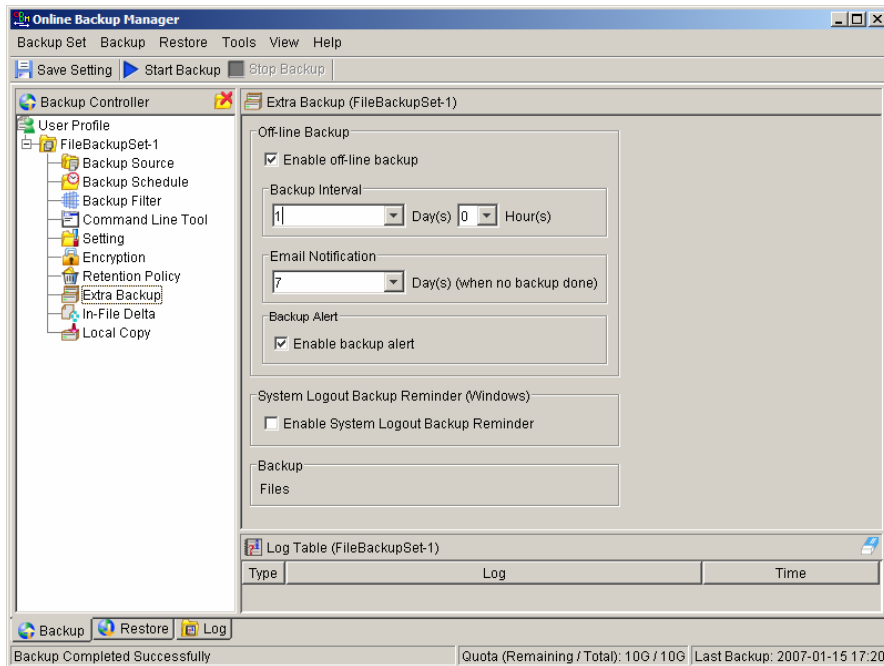 Online Backup Manager
Backup Set Backup Restore Tools View Help
Save Setting Start Backup Stop Backup
Backup Controller
User Profile
FileBackupSet-1
Backup Source
Backup Schedule
Backup Filter
Command Line Tool
Setting
Encryption
Retention Policy
Extra Backup
In-File Delta
Local Copy
Extra Backup (FileBackupSet-1)
Off-line Backup
Enable off-line backup
Backup Interval
1 Day(s) 0 Hour(s)
Email Notification
7 Day(s) (when no backup done)
Backup Alert
Enable backup alert
System Logout Backup Reminder (Windows)
Enable System Logout Backup Reminder
Backup
Files
Log Table (FileBackupSet-1)
Type Log Time
Backup Restore Log
Backup Completed Successfully Quota (Remaining / Total): 10G / 10G Last Backup: 2007-01-15 17:20